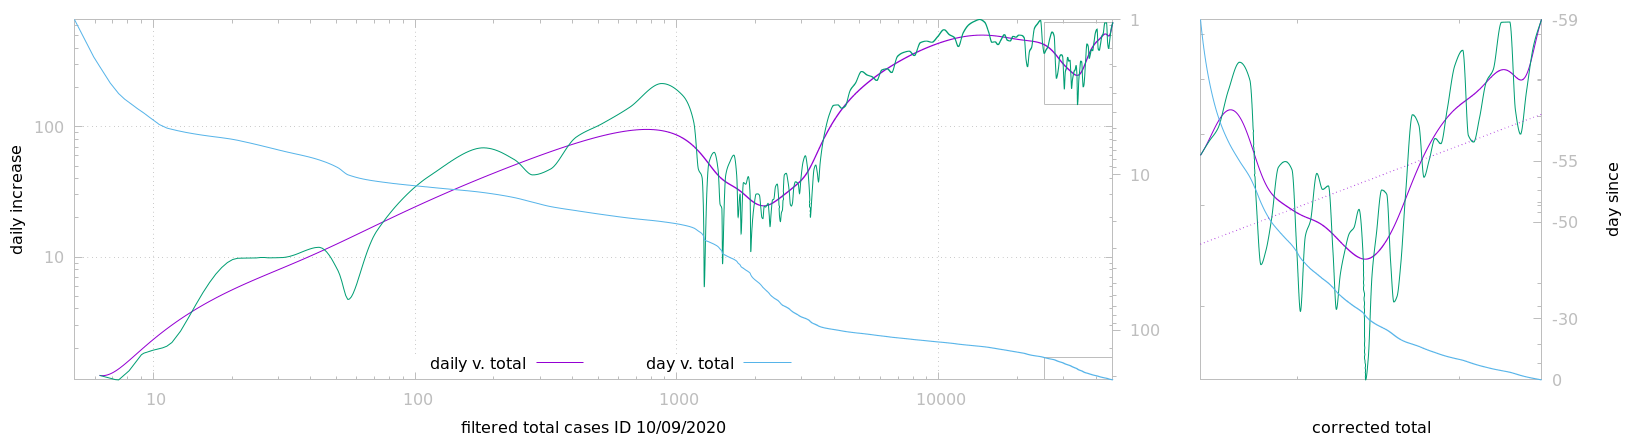 daily increase
100
10
10
100
1000
10000
1
10
100
daily v. total
day v. total
filtered total cases ID 10/09/2020
-59
-55
-50
-30
0
day since
corrected total